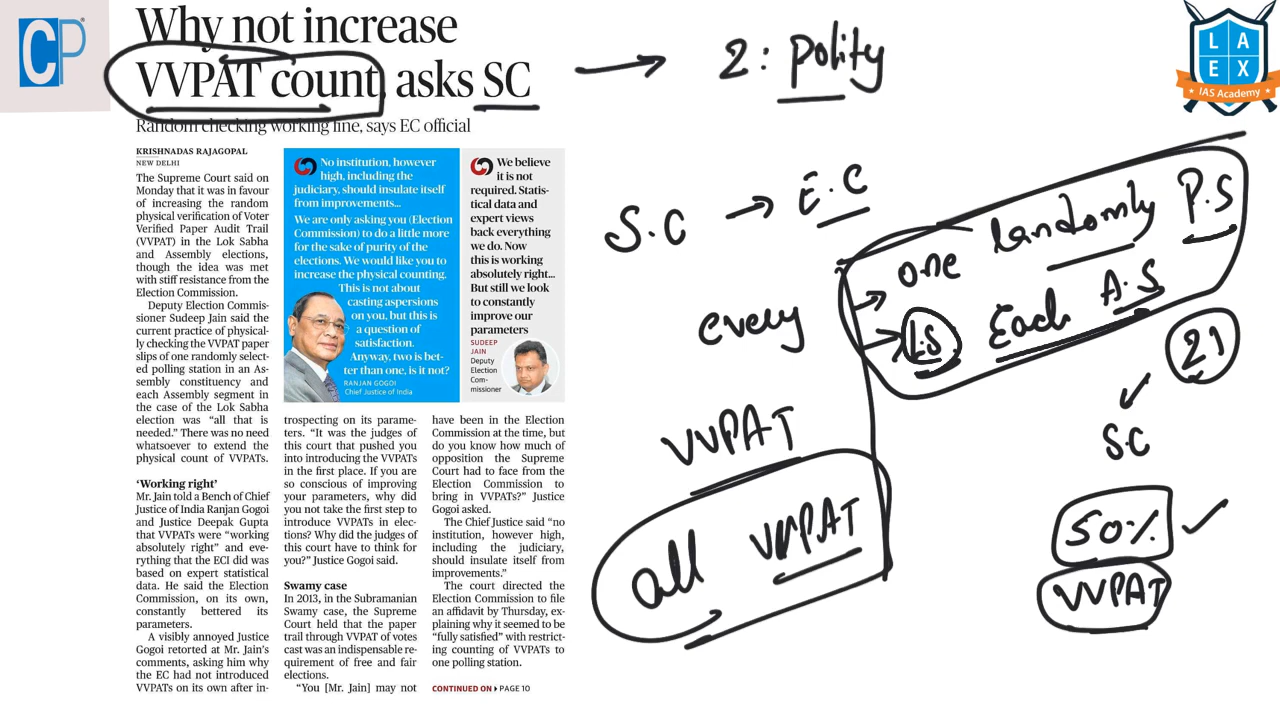 CP®
Why not increase
VVPAT count, asks SC
Random checking working fine, says EC official
KRISHNADAS RAJAGOPAL
NEW DELHI
The Supreme Court said on
Monday that it was in favour
of increasing the random
physical verification of Voter
Verified Paper Audit Trail
(VVPAT) in the Lok Sabha
and Assembly elections,
though the idea was met
with stiff resistance from the
Election Commission.
Deputy Election Commis-
sioner Sudeep Jain said the
current practice of physical-
ly checking the VVPAT paper
slips of one randomly select-
ed polling station in an As-
sembly constituency and
each Assembly segment in
the case of the Lok Sabha
election was “all that is
needed.” There was no need
whatsoever to extend the
physical count of VVPATs.
‘Working right’
Mr. Jain told a Bench of Chief
Justice of India Ranjan Gogoi
and Justice Deepak Gupta
that VVPATs were “working
absolutely right” and eve-
rything that the ECI did was
based on expert statistical
data. He said the Election
Commission, on its own,
constantly bettered its
parameters.
A visibly annoyed Justice
Gogoi retorted at Mr. Jain’s
comments, asking him why
the EC had not introduced
VVPATs on its own after in-
No institution, however
high, including the
judiciary, should insulate itself
from improvements...
We are only asking you (Election
Commission) to do a little more
for the sake of purity of the
elections. We would like you to
increase the physical counting.
This is not about
casting aspersions
on you, but this is
a question of
satisfaction.
Anyway, two is bet-
ter than one, is it not?
RANJAN GOGOI
Chief Justice of India
We believe
it is not
required. Statis-
tical data and
expert views
back everything
we do. Now
this is working
absolutely right...
But still we look
to constantly
improve our
parameters
SUDEEP
JAIN
Deputy
Election
Com-
missioner
trospecting on its parame-
ters. “It was the judges of
this court that pushed you
into introducing the VVPATs
in the first place. If you are
so conscious of improving
your parameters, why did
you not take the first step to
introduce VVPATs in elec-
tions? Why did the judges of
this court have to think for
you?” Justice Gogoi said.
Swamy case
In 2013, in the Subramanian
Swamy case, the Supreme
Court held that the paper
trail through VVPAT of votes
cast was an indispensable re-
quirement of free and fair
elections.
“You [Mr. Jain] may not
have been in the Election
Commission at the time, but
do you know how much of
opposition the Supreme
Court had to face from the
Election Commission to
bring in VVPATs?” Justice
Gogoi asked.
The Chief Justice said “no
institution, however high,
including the judiciary,
should insulate itself from
improvements.”
The court directed the
Election Commission to file
an affidavit by Thursday, ex-
plaining why it seemed to be
“fully satisfied” with restrict-
ing counting of VVPATs to
one polling station.
CONTINUED ON PAGE 10
→ 2: Polity
LA
EX
IAS Academy
S.C → E.C
→ one randomly P.S
every → L.S Each A.S
21
S.C
VVPAT
all VVPAT
50%
VVPAT